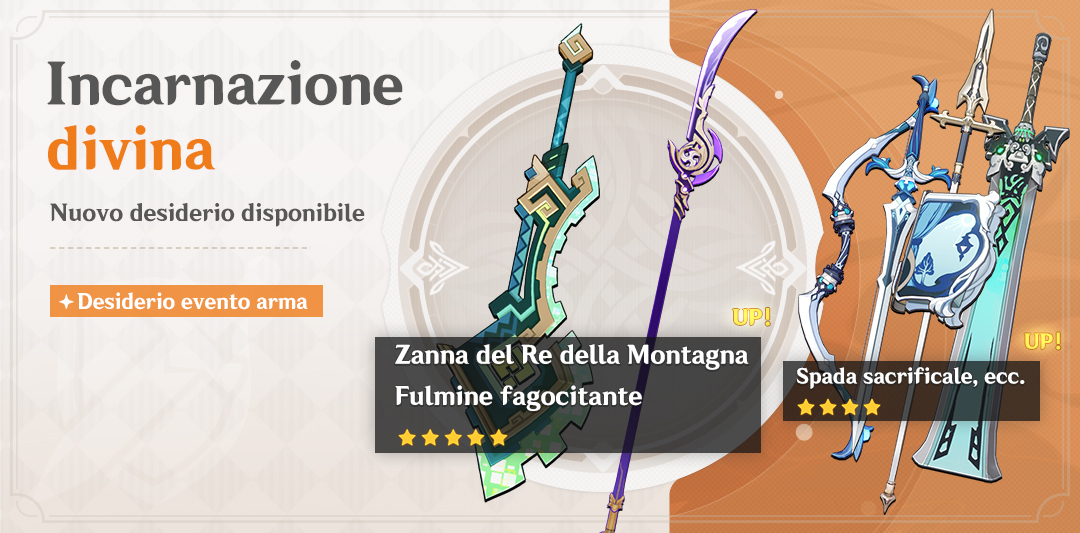 Incarnazione
divina
Nuovo desiderio disponibile
Desiderio evento arma
UP!
Zanna del Re della Montagna
Fulmine fagocitante
UP!
Spada sacrificale, ecc.